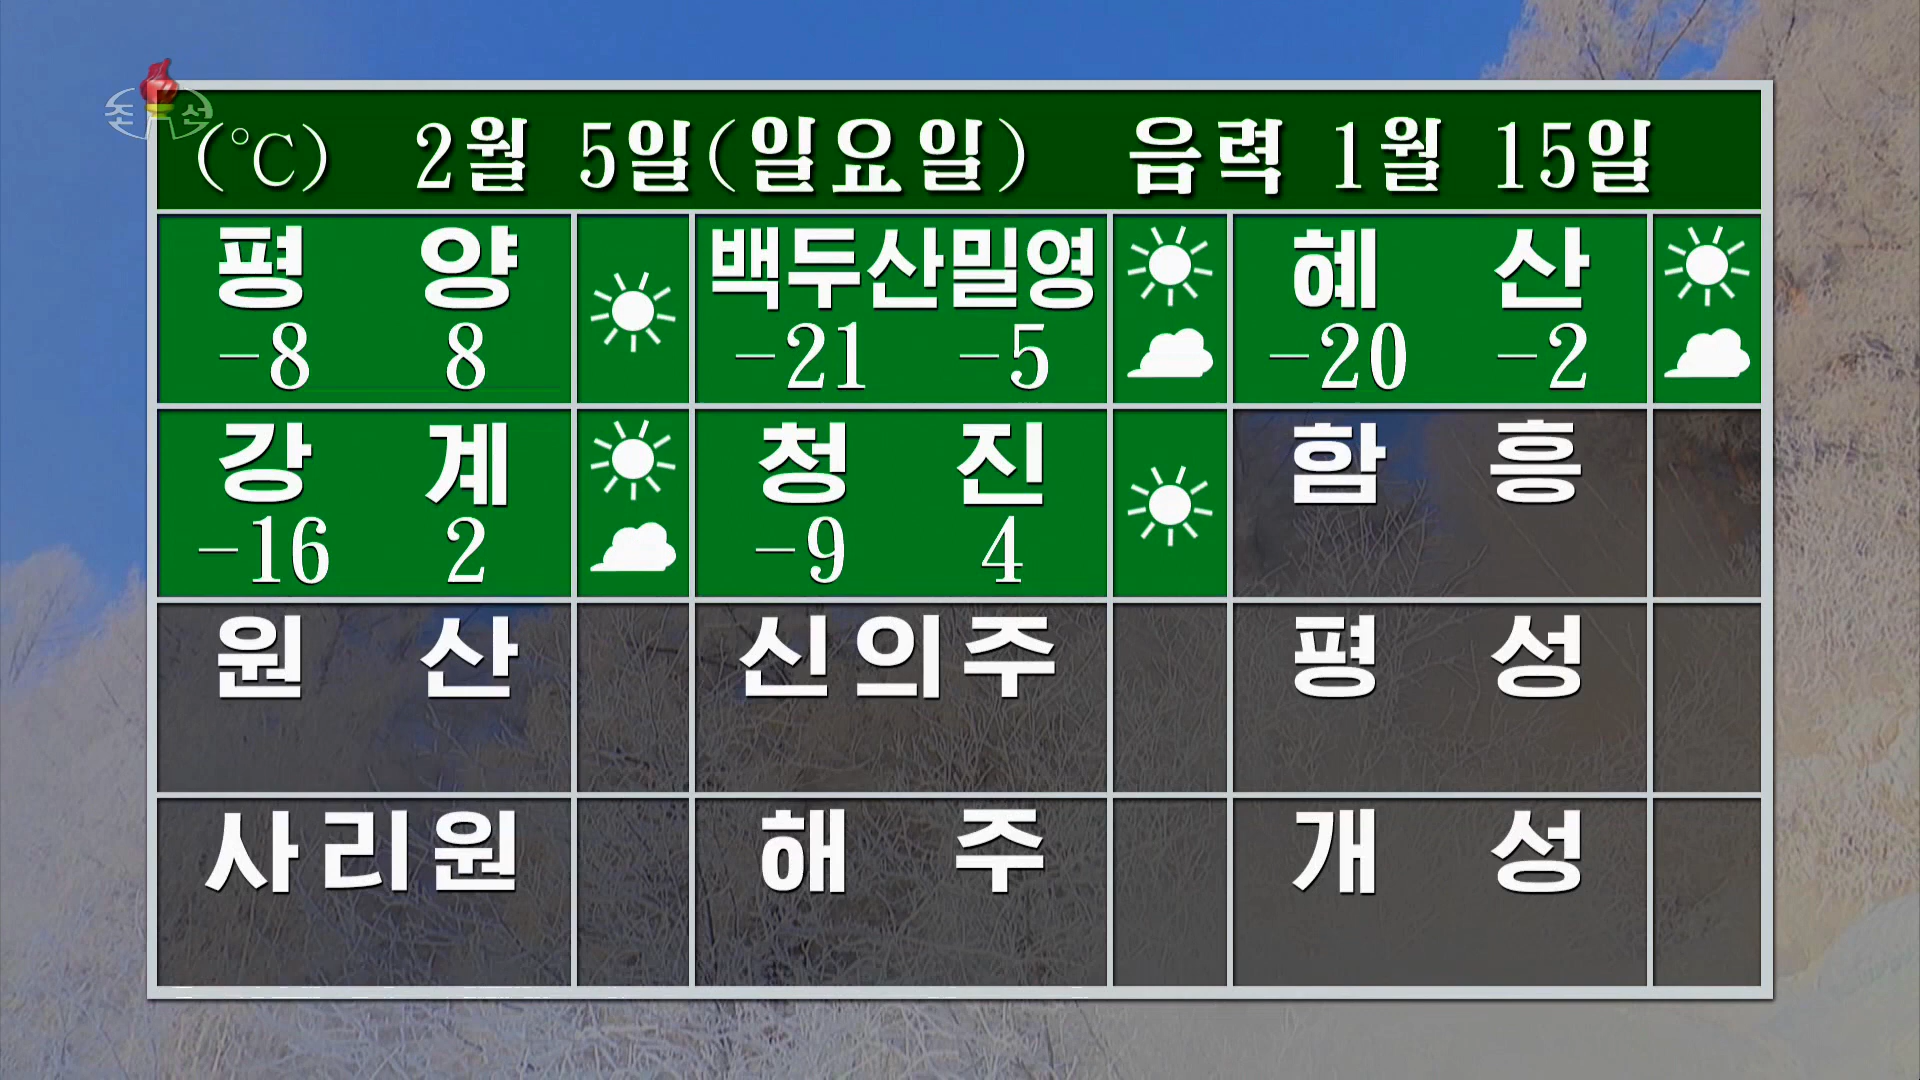 조선
(℃) 2월 5일(일요일) 음력 1월 15일
평양 백두산밀영 혜산
-8 8 -21 -5 -20 -2
강계 청진 함흥
-16 2 -9 4
원산 신의주 평성
사리원 해주 개성